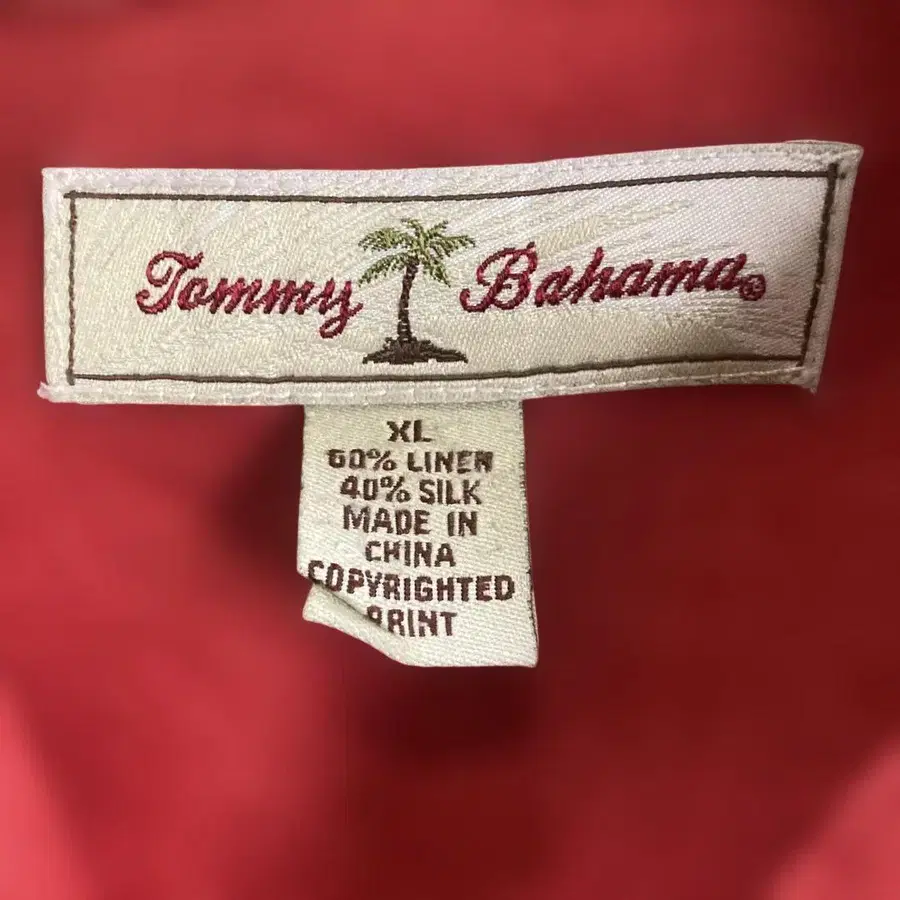 Tommy Bahama®
XL
60% LINEN
40% SILK
MADE IN
CHINA
COPYRIGHTED
PRINT